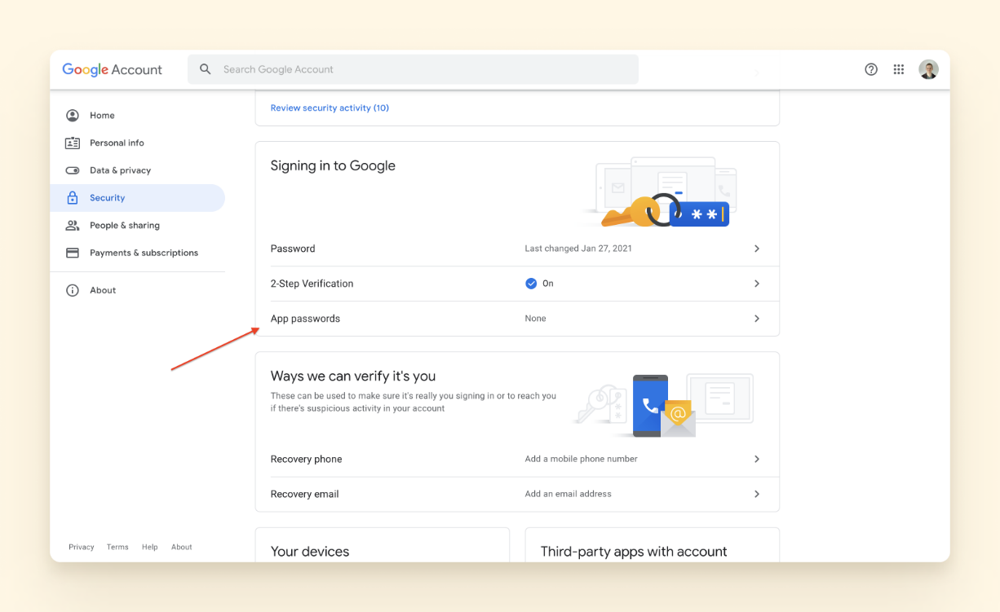 Google Account
Search Google Account
Home
Personal info
Data & privacy
Security
People & sharing
Payments & subscriptions
About
Review security activity (10)
Signing in to Google
Password Last changed Jan 27, 2021
2-Step Verification On
App passwords None
Ways we can verify it's you
These can be used to make sure it's really you signing in or to reach you
if there's suspicious activity in your account
Recovery phone Add a mobile phone number
Recovery email Add an email address
Your devices
Third-party apps with account
Privacy Terms Help About